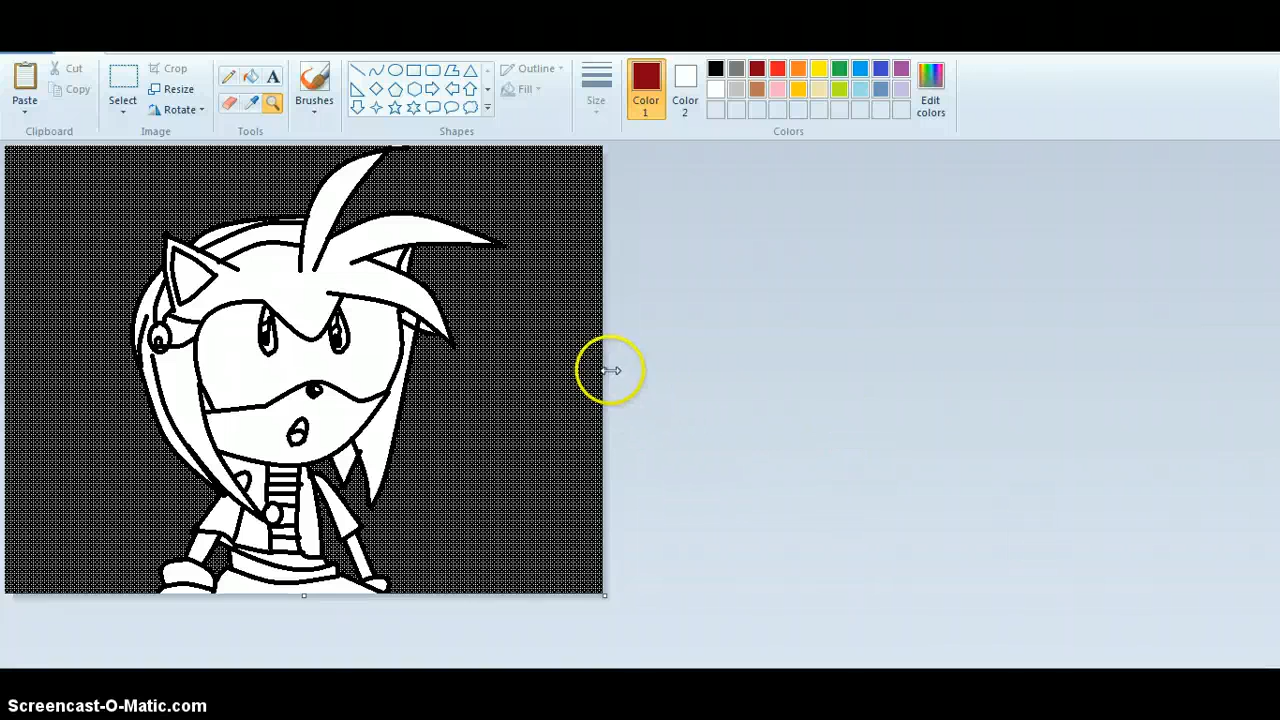 Cut
Copy
Paste
Clipboard
Select
Crop
Resize
Rotate
Image
A
Tools
Brushes
Shapes
Outline
Fill
Size
Color
1
Color
2
Edit
colors
Colors
Screencast-O-Matic.com